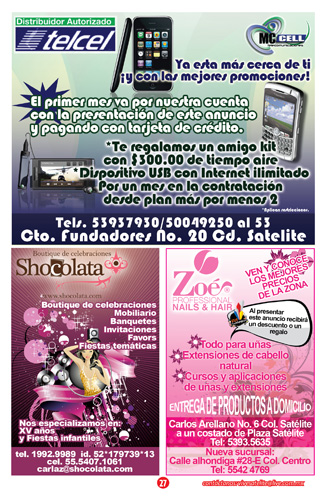 Distribuidor Autorizado
telcel
MC CELL
Ya esta más cerca de ti
¡y con las mejores promociones!
El primer mes va por nuestra cuenta
con la presentación de este anuncio
y pagando con tarjeta de crédito.
*Te regalamos un amigo kit
con $300.00 de tiempo aire
Dispositivo USB con Internet ilimitado
Por un mes en la contratación
desde plan más por menos 2
*Aplican restricciones.
Tels. 53937930/50049250 al 53
Cto. Fundadores No. 20 Cd. Satélite
Boutique de celebraciones
Shocolata
www.shocolata.com
Boutique de celebraciones
Mobiliario
Banquetes
Invitaciones
Favors
Fiestas temáticas
Nos especializamos en:
XV años
y Fiestas infantiles
tel. 1992.9989 id. 52*179739*13
cel. 55.5407.1061
carlaz@shocolata.com
Zoé
PROFESSIONAL
NAILS & HAIR
VEN Y CONOCE
LOS MEJORES
PRECIOS
DE LA ZONA
Al presentar
este anuncio recibirá
un descuento o un
regalo
Todo para uñas
Extensiones de cabello
natural
Cursos y aplicaciones
de uñas y extensiones
ENTREGA DE PRODUCTOS A DOMICILIO
Carlos Arellano No. 6 Col. Satélite
a un costado de Plaza Satélite
Tel: 5393.5635
Nueva sucursal:
Calle alhondiga #28-E Col. Centro
Tel: 5542 4769
27